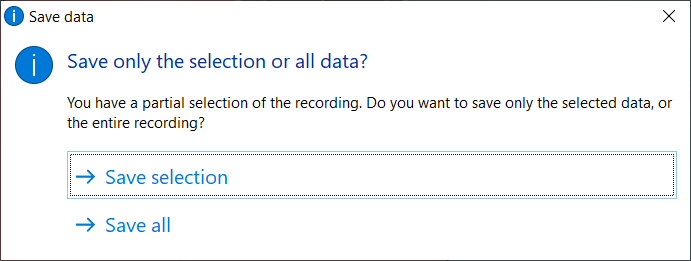 Save data
Save only the selection or all data?
You have a partial selection of the recording. Do you want to save only the selected data, or
the entire recording?
Save selection
Save all